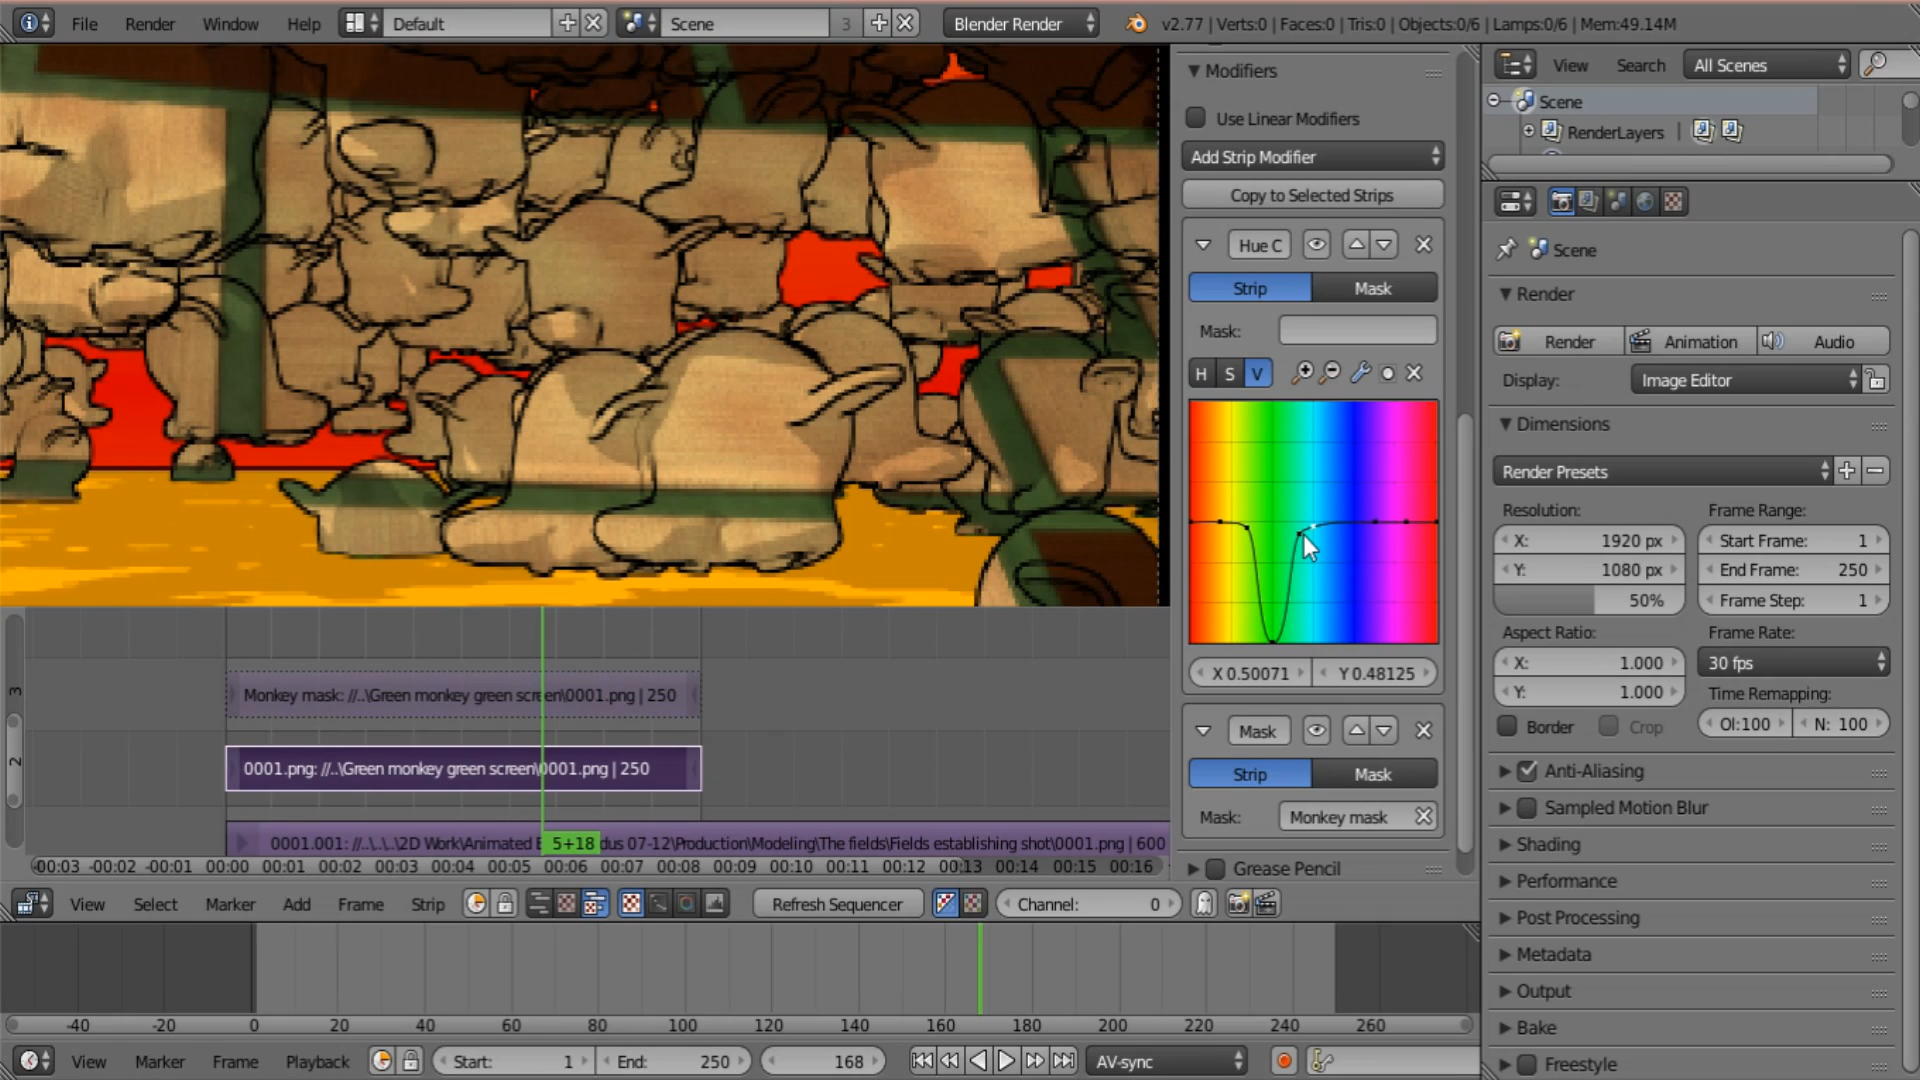 File Render Window Help Default Scene 3 Blender Render v2.77 | Verts:0 | Faces:0 | Tris:0 | Objects:0/6 | Lamps:0/6 | Mem:49.14M
Modifiers
Use Linear Modifiers
Add Strip Modifier
Copy to Selected Strips
Hue C
Strip Mask
Mask:
H S V
X 0.50071 Y 0.48125
Mask
Strip Mask
Mask: Monkey mask
Grease Pencil
View Search All Scenes
Scene
RenderLayers |
Scene
Render
Render Animation Audio
Display: Image Editor
Dimensions
Render Presets
Resolution: Frame Range:
X: 1920 px Start Frame: 1
Y: 1080 px End Frame: 250
50% Frame Step: 1
Aspect Ratio: Frame Rate:
X: 1.000 30 fps
Y: 1.000 Time Remapping:
Border Crop Ol:100 N: 100
Anti-Aliasing
Sampled Motion Blur
Shading
Performance
Post Processing
Metadata
Output
Bake
Freestyle
3
Monkey mask: //..\Green monkey green screen\0001.png | 250
2
0001.png: //..\Green monkey green screen\0001.png | 250
0001.001: //..\..\..\2D Work\Animated 5+18 dus 07-12\Production\Modeling\The fields\Fields establishing shot\0001.png | 600
-00:03 -00:02 -00:01 00:00 00:01 00:02 00:03 00:04 00:05 00:06 00:07 00:08 00:09 00:10 00:11 00:12 00:13 00:14 00:15 00:16
View Select Marker Add Frame Strip Refresh Sequencer Channel: 0
-40 -20 0 20 40 60 80 100 120 140 160 180 200 220 240 260
View Marker Frame Playback Start: 1 End: 250 168 AV-sync